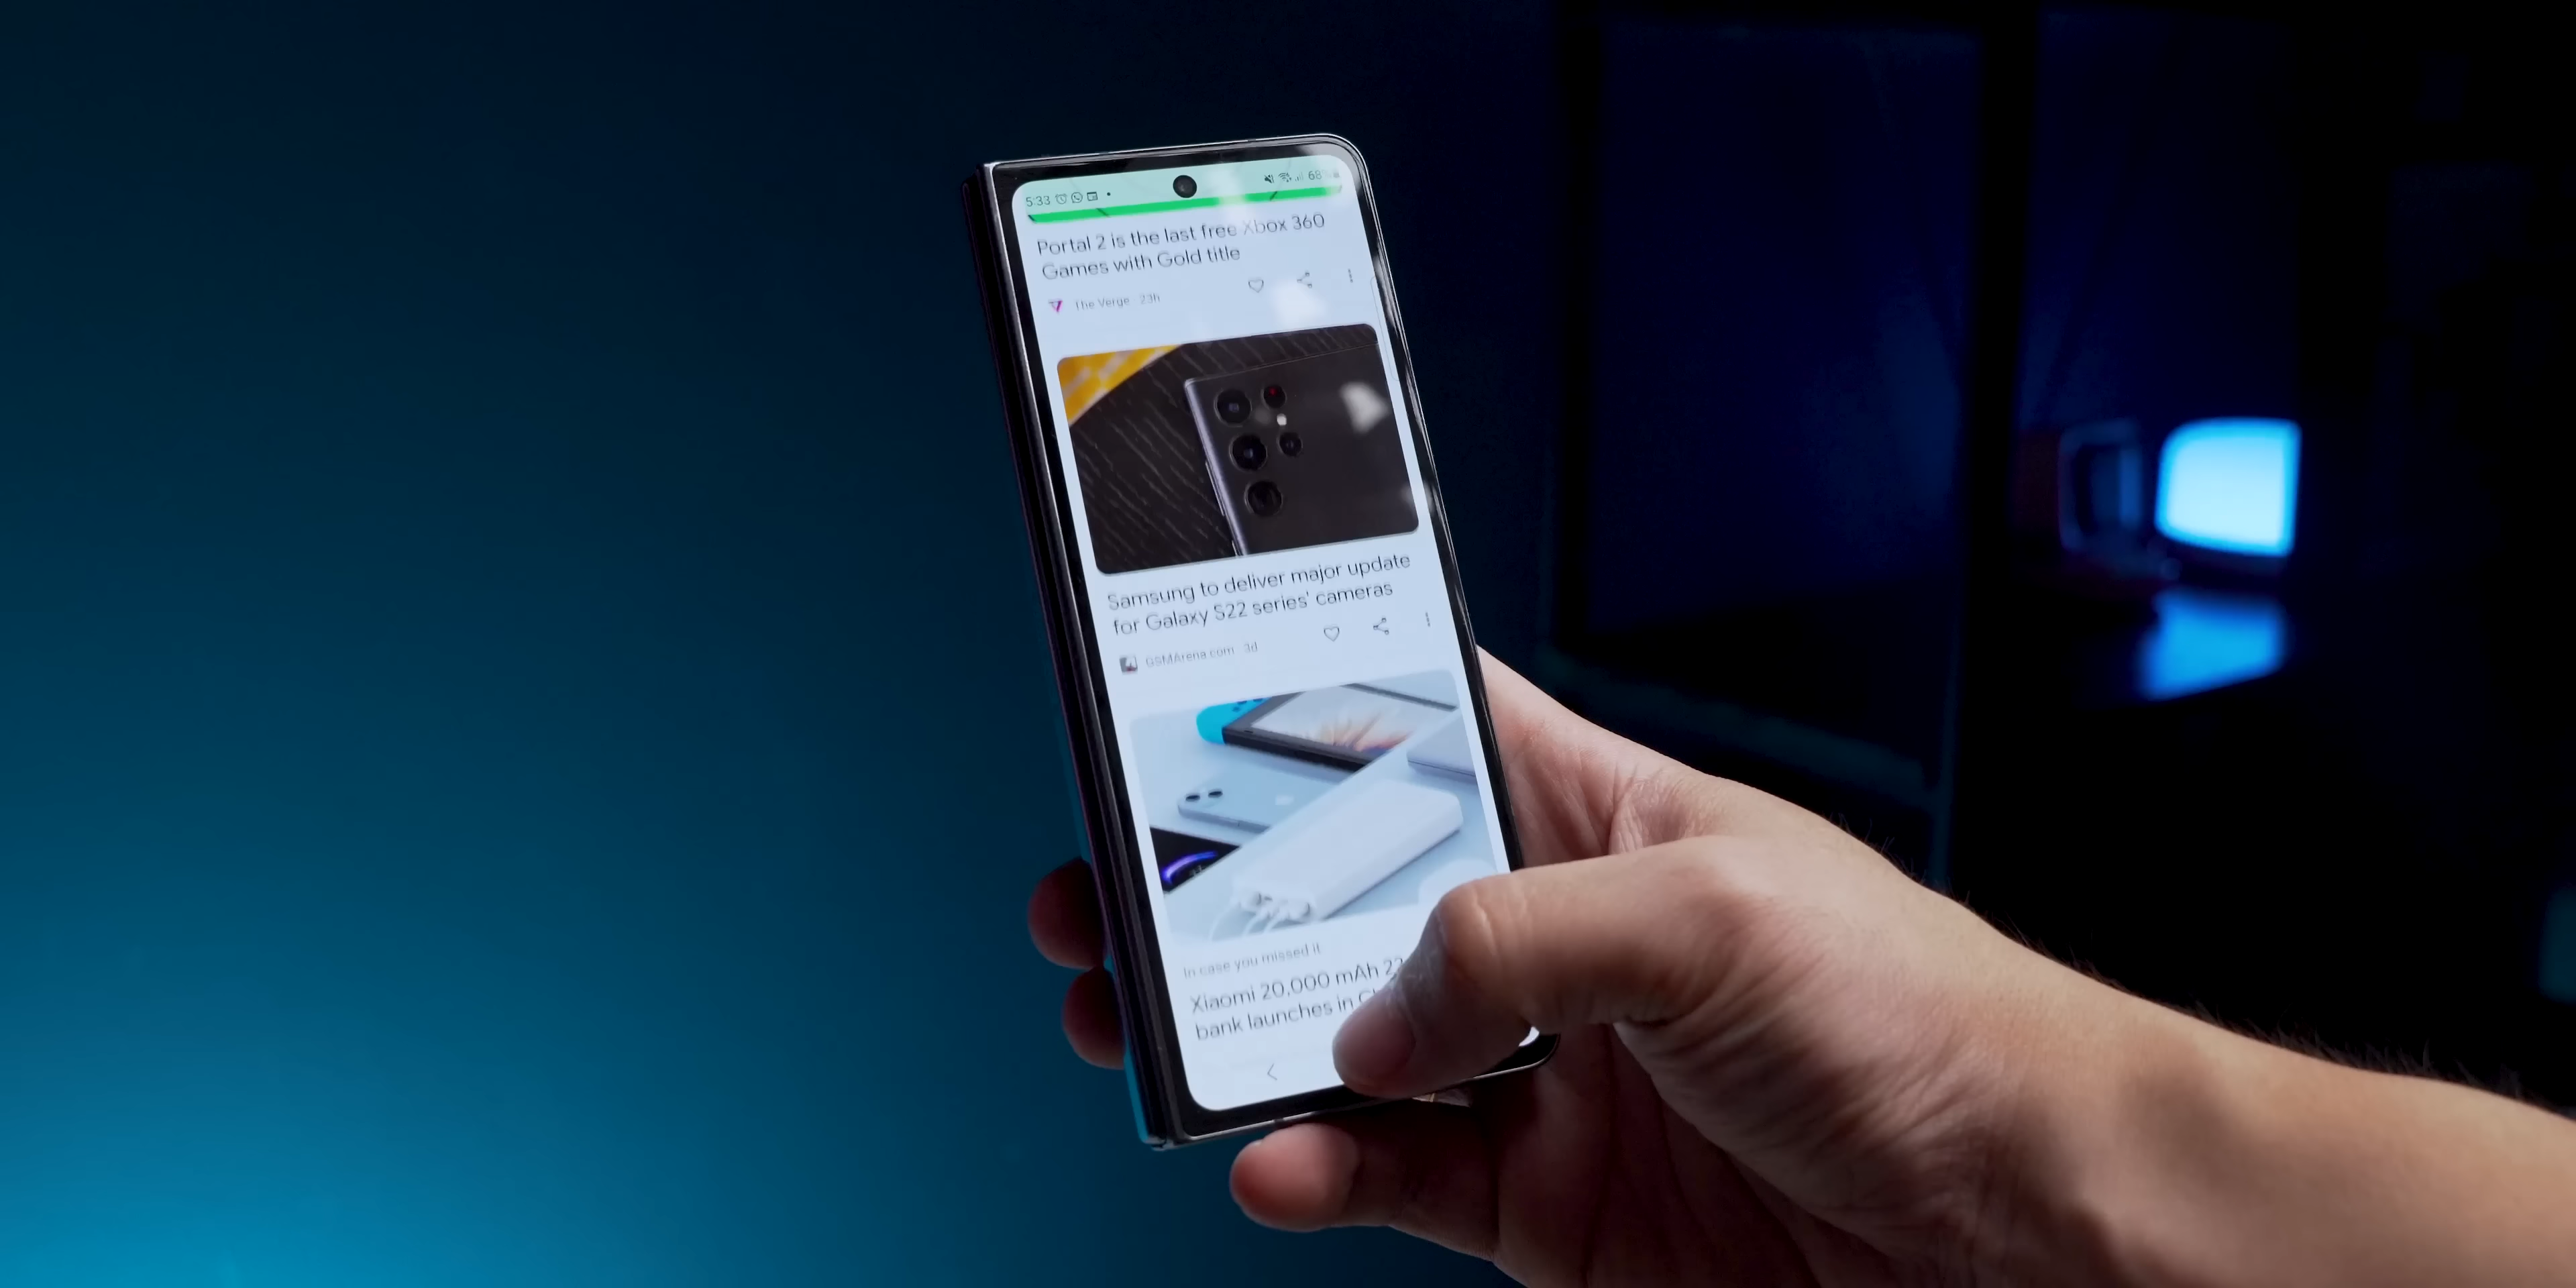 5:33 68
Portal 2 is the last free Xbox 360
Games with Gold title
The Verge · 23h
Samsung to deliver major update
for Galaxy S22 series' cameras
GSMArena.com · 3d
In case you missed it
Xiaomi 20,000 mAh
bank launches in